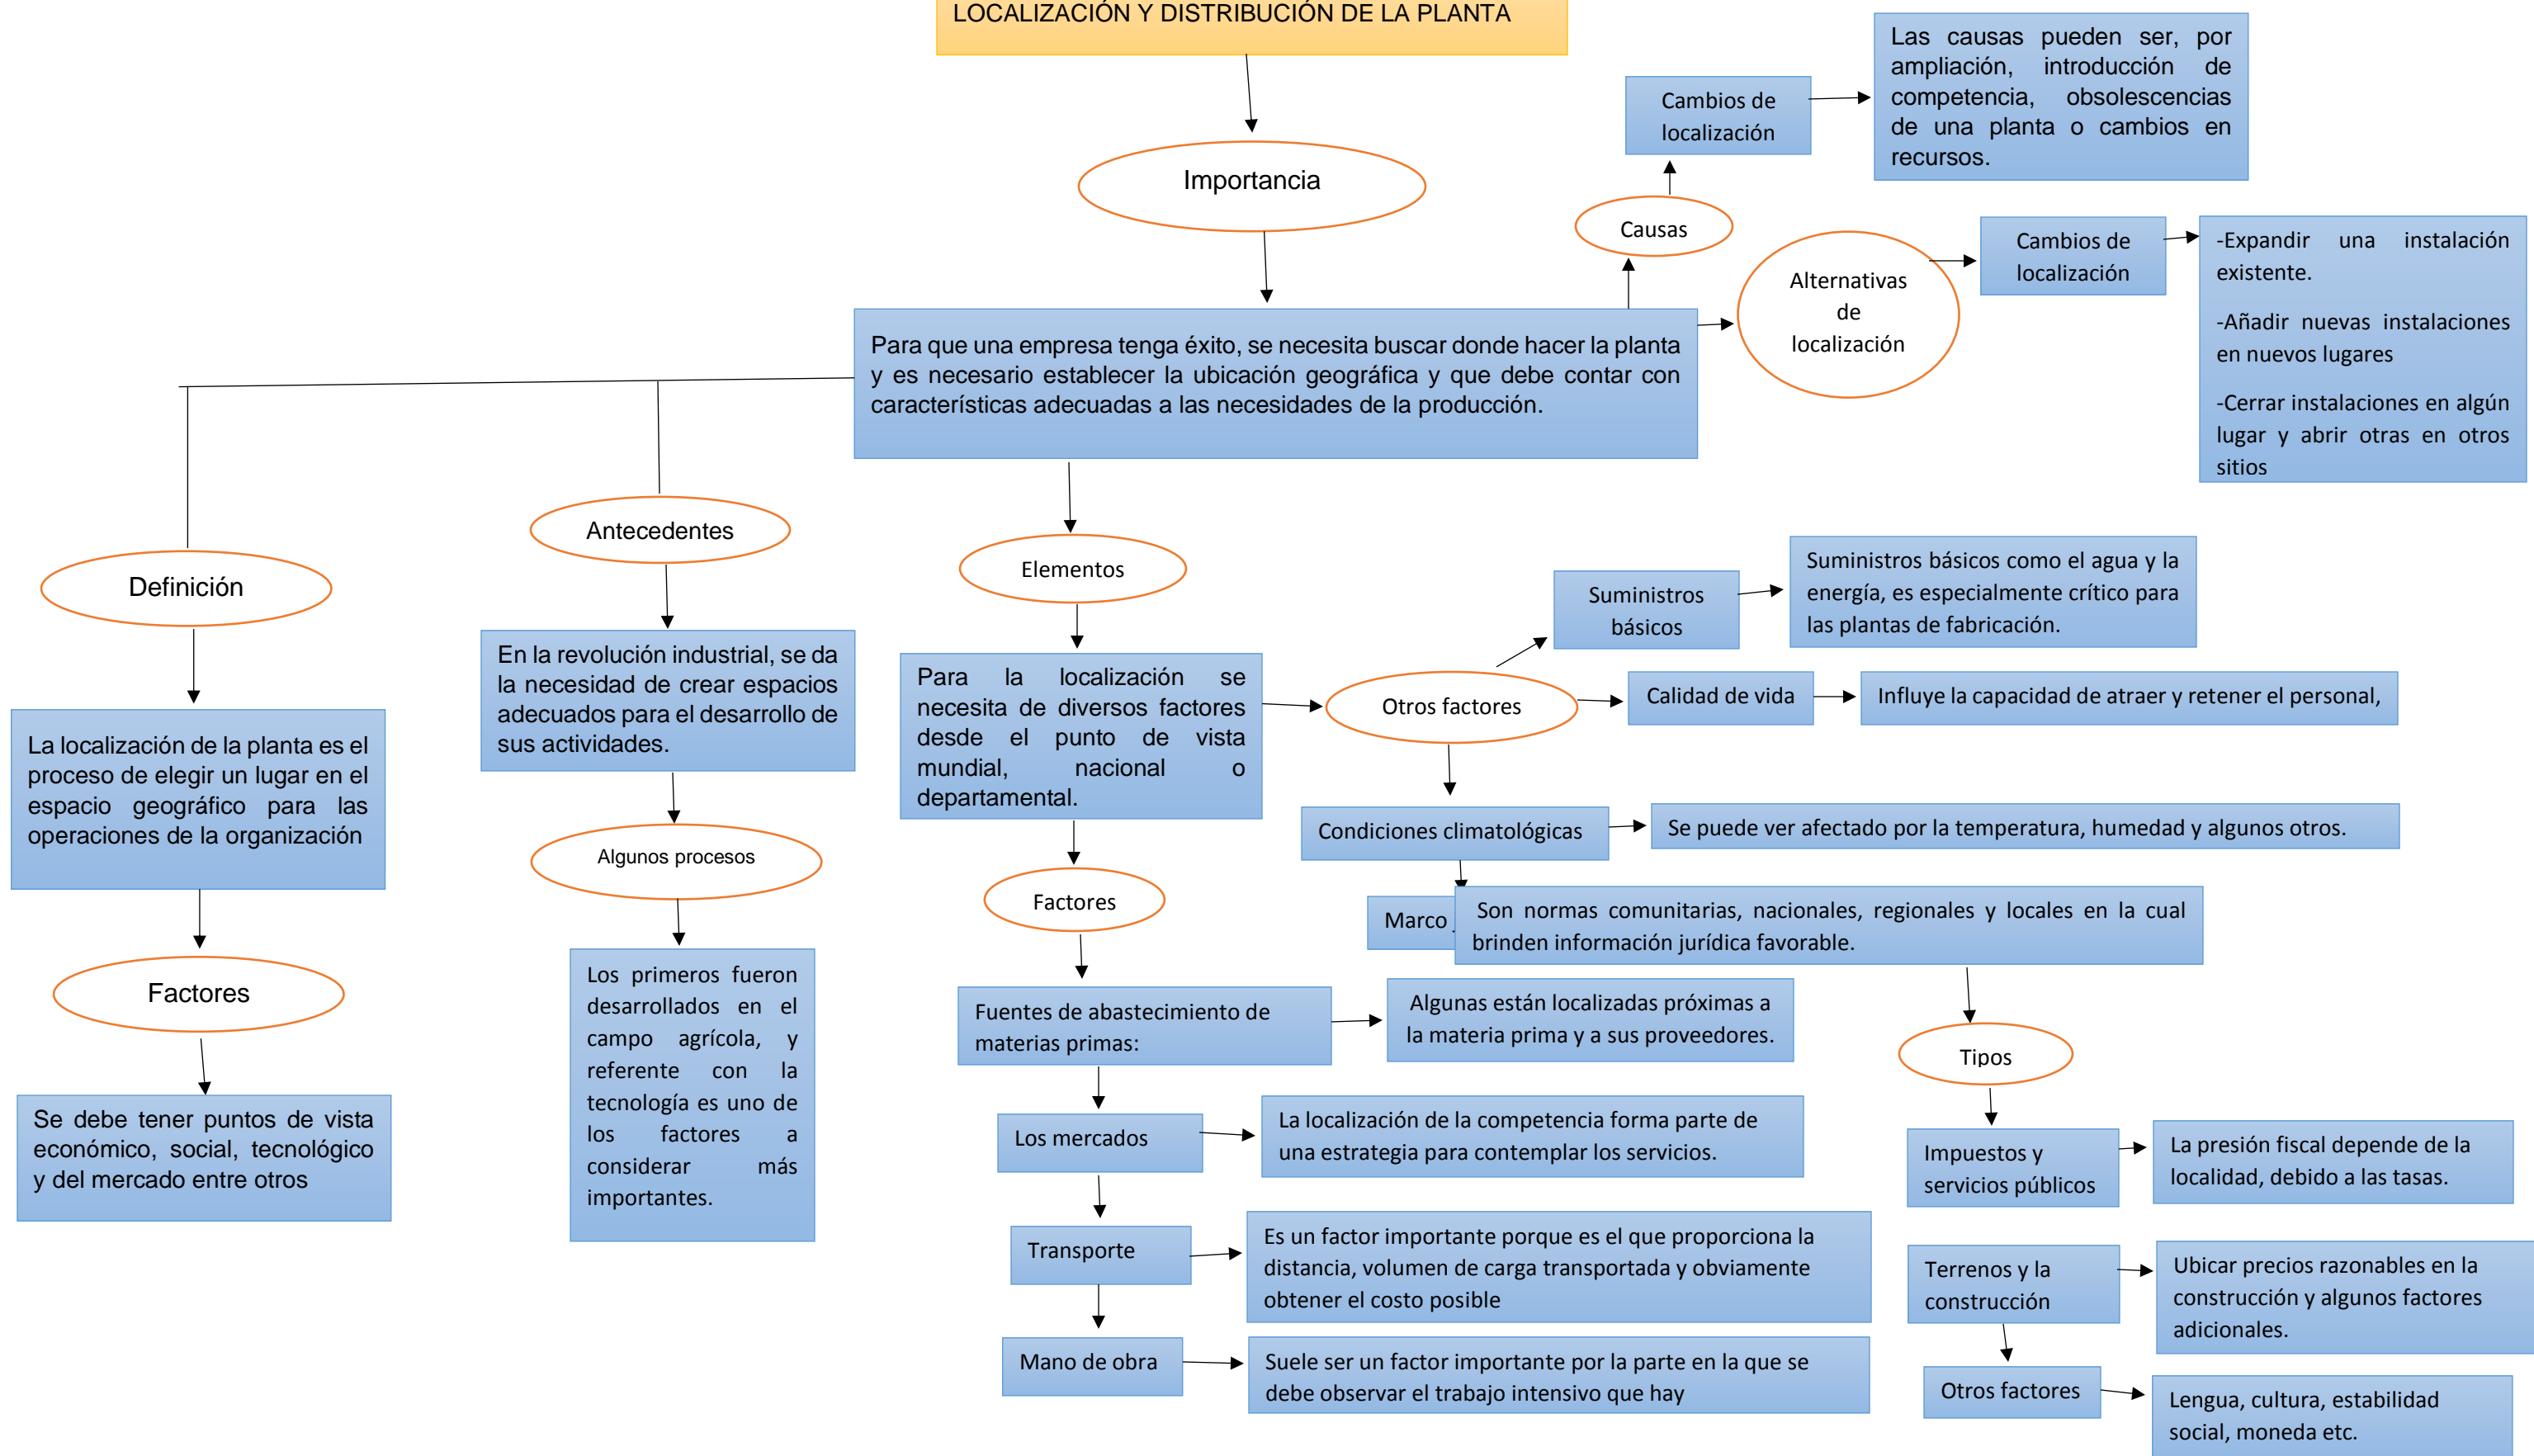 LOCALIZACIÓN Y DISTRIBUCIÓN DE LA PLANTA
Importancia
Para que una empresa tenga éxito, se necesita buscar donde hacer la planta
y es necesario establecer la ubicación geográfica y que debe contar con
características adecuadas a las necesidades de la producción.
Causas
Cambios de
localización
Las causas pueden ser, por
ampliación, introducción de
competencia, obsolescencias
de una planta o cambios en
recursos.
Alternativas
de
localización
Cambios de
localización
-Expandir una instalación
existente.
-Añadir nuevas instalaciones
en nuevos lugares
-Cerrar instalaciones en algún
lugar y abrir otras en otros
sitios
Definición
La localización de la planta es el
proceso de elegir un lugar en el
espacio geográfico para las
operaciones de la organización
Factores
Se debe tener puntos de vista
económico, social, tecnológico
y del mercado entre otros
Antecedentes
En la revolución industrial, se da
la necesidad de crear espacios
adecuados para el desarrollo de
sus actividades.
Algunos procesos
Los primeros fueron
desarrollados en el
campo agrícola, y
referente con la
tecnología es uno de
los factores a
considerar más
importantes.
Elementos
Para la localización se
necesita de diversos factores
desde el punto de vista
mundial, nacional o
departamental.
Factores
Fuentes de abastecimiento de
materias primas:
Algunas están localizadas próximas a
la materia prima y a sus proveedores.
Los mercados
La localización de la competencia forma parte de
una estrategia para contemplar los servicios.
Transporte
Es un factor importante porque es el que proporciona la
distancia, volumen de carga transportada y obviamente
obtener el costo posible
Mano de obra
Suele ser un factor importante por la parte en la que se
debe observar el trabajo intensivo que hay
Otros factores
Suministros
básicos
Suministros básicos como el agua y la
energía, es especialmente crítico para
las plantas de fabricación.
Calidad de vida
Influye la capacidad de atraer y retener el personal,
Condiciones climatológicas
Se puede ver afectado por la temperatura, humedad y algunos otros.
Marco
Son normas comunitarias, nacionales, regionales y locales en la cual
brinden información jurídica favorable.
Tipos
Impuestos y
servicios públicos
La presión fiscal depende de la
localidad, debido a las tasas.
Terrenos y la
construcción
Ubicar precios razonables en la
construcción y algunos factores
adicionales.
Otros factores
Lengua, cultura, estabilidad
social, moneda etc.